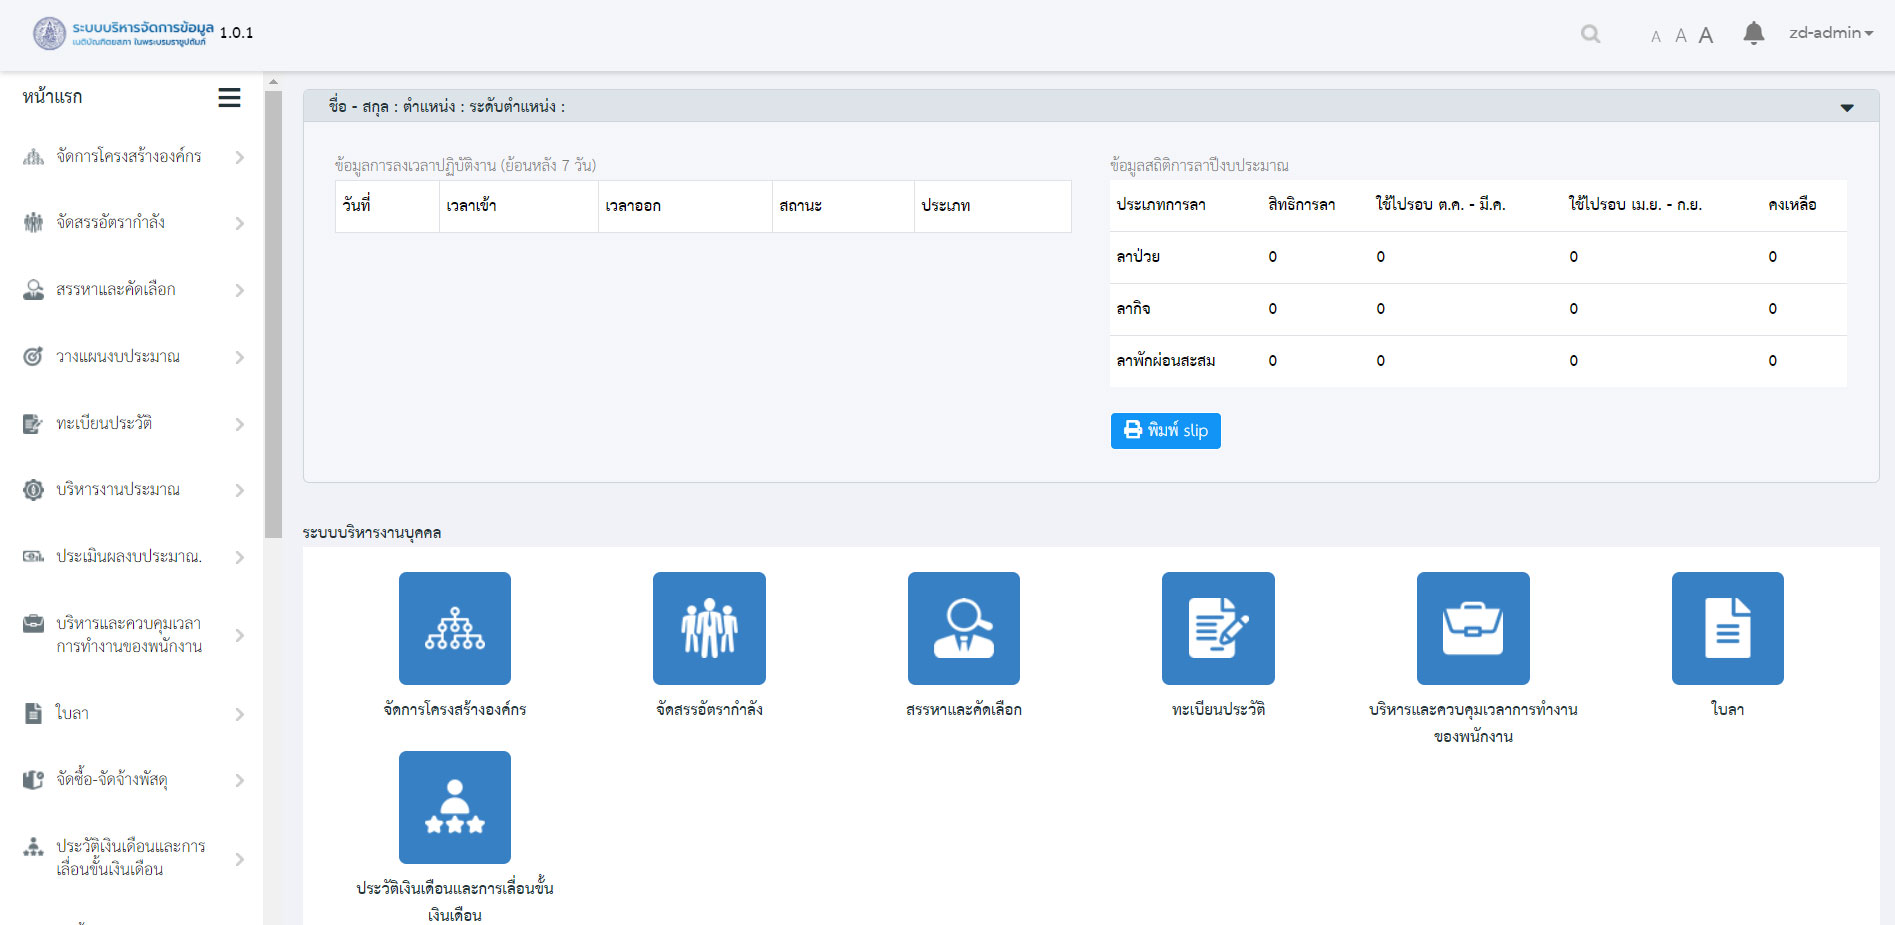 ระบบบริหารจัดการข้อมูล
เนติบัณฑิตยสภา ในพระบรมราชูปถัมภ์
1.0.1
A A A
zd-admin
หน้าแรก
จัดการโครงสร้างองค์กร
จัดสรรอัตรากำลัง
สรรหาและคัดเลือก
วางแผนงบประมาณ
ทะเบียนประวัติ
บริหารงานประมาณ
ประเมินผลงบประมาณ.
บริหารและควบคุมเวลา
การทำงานของพนักงาน
ใบลา
จัดซื้อ-จัดจ้างพัสดุ
ประวัติเงินเดือนและการ
เลื่อนขั้นเงินเดือน
ชื่อ - สกุล : ตำแหน่ง : ระดับตำแหน่ง :
ข้อมูลการลงเวลาปฏิบัติงาน (ย้อนหลัง 7 วัน)
วันที่ เวลาเข้า เวลาออก สถานะ ประเภท
ข้อมูลสถิติการลาปีงบประมาณ
ประเภทการลา สิทธิการลา ใช้ไปรอบ ต.ค. - มี.ค. ใช้ไปรอบ เม.ย. - ก.ย. คงเหลือ
ลาป่วย 0 0 0 0
ลากิจ 0 0 0 0
ลาพักผ่อนสะสม 0 0 0 0
พิมพ์ slip
ระบบบริหารงานบุคคล
จัดการโครงสร้างองค์กร
จัดสรรอัตรากำลัง
สรรหาและคัดเลือก
ทะเบียนประวัติ
บริหารและควบคุมเวลาการทำงาน
ของพนักงาน
ใบลา
ประวัติเงินเดือนและการเลื่อนขั้น
เงินเดือน